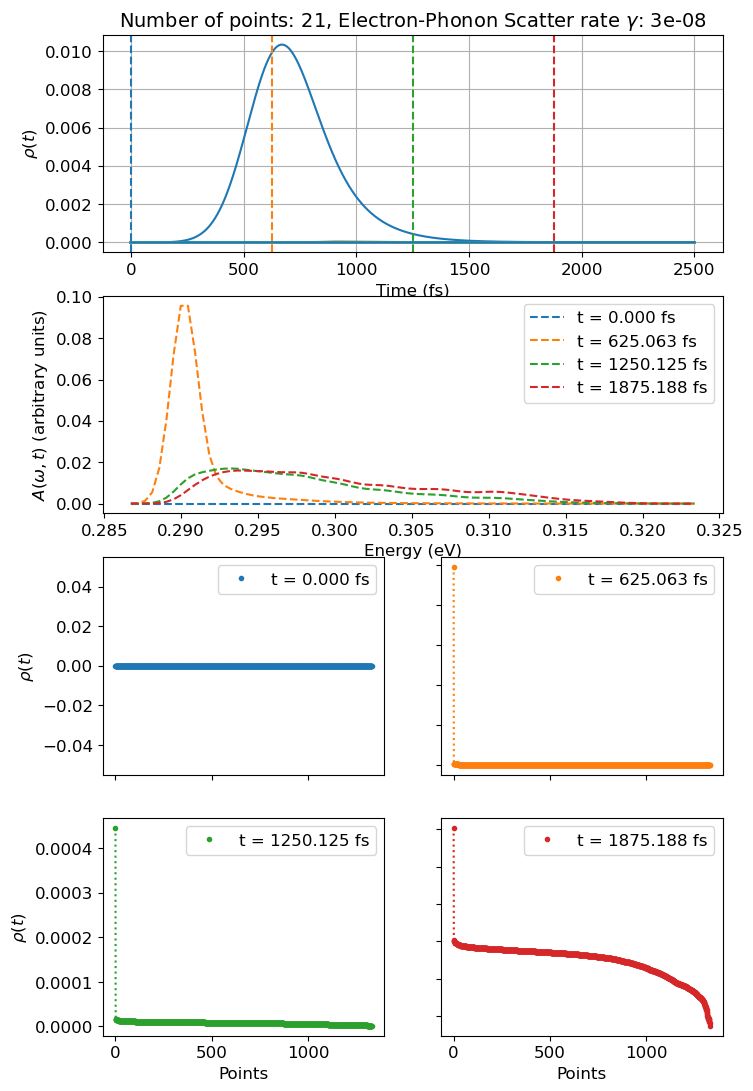 Number of points: 21, Electron-Phonon Scatter rate γ: 3e-08
0.010
0.008
0.006
0.004
0.002
0.000
ρ(t)
0 500 1000 1500 2000 2500
Time (fs)
0.10
0.08
0.06
0.04
0.02
0.00
A(ω, t) (arbitrary units)
t = 0.000 fs
t = 625.063 fs
t = 1250.125 fs
t = 1875.188 fs
0.285 0.290 0.295 0.300 0.305 0.310 0.315 0.320 0.325
Energy (eV)
0.04
0.02
0.00
−0.02
−0.04
ρ(t)
t = 0.000 fs
t = 625.063 fs
0.0004
0.0003
0.0002
0.0001
0.0000
ρ(t)
t = 1250.125 fs
0 500 1000
Points
t = 1875.188 fs
0 500 1000
Points